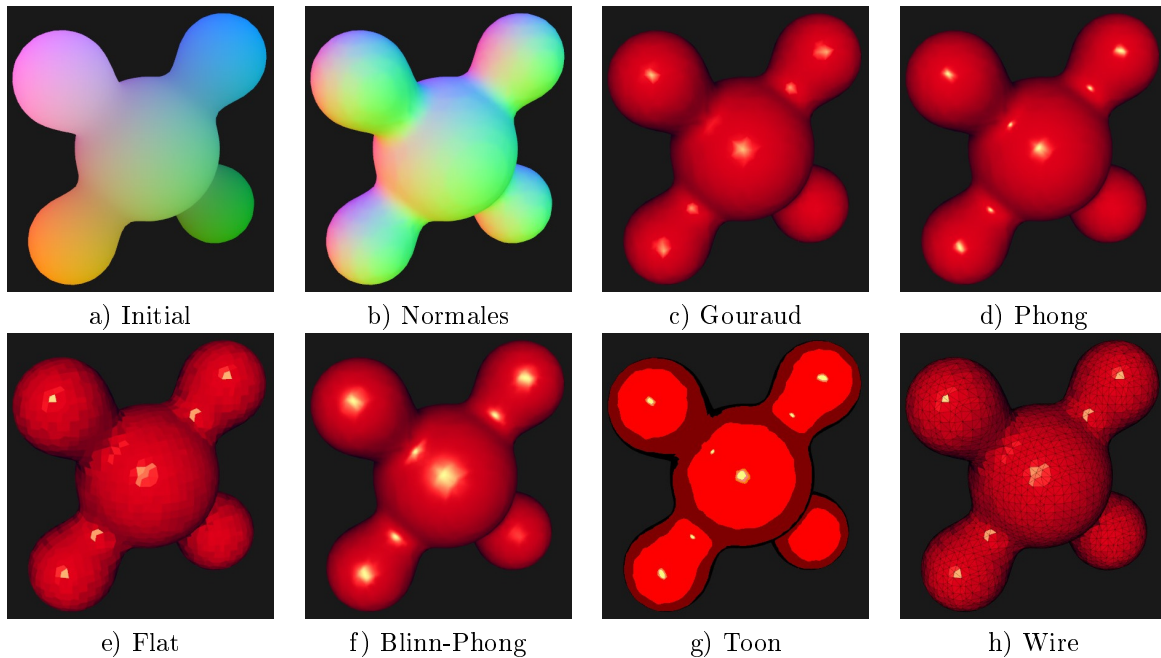 a) Initial
b) Normales
c) Gouraud
d) Phong
e) Flat
f) Blinn-Phong
g) Toon
h) Wire